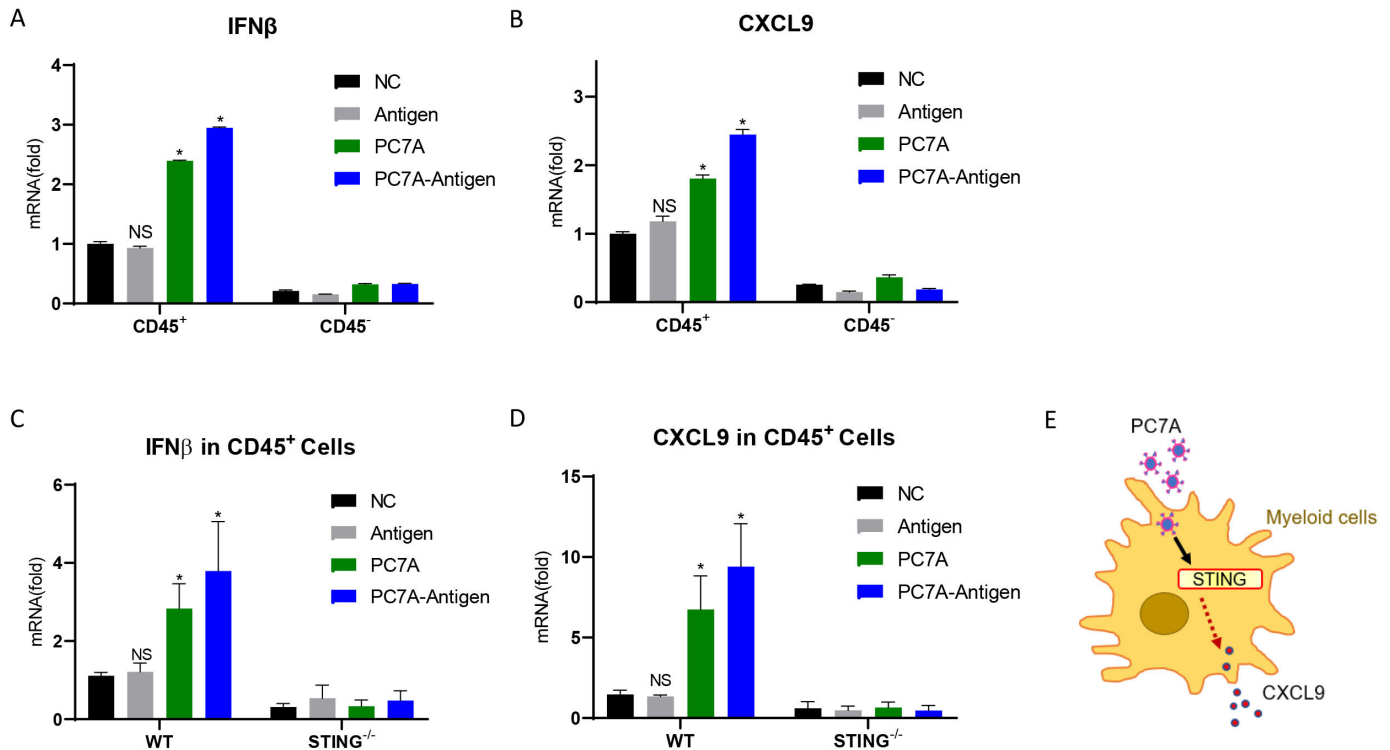 A
IFNβ
mRNA(fold)
4
3
2
1
0
NS
*
*
NC
Antigen
PC7A
PC7A-Antigen
CD45⁺
CD45⁻
B
CXCL9
mRNA(fold)
3
2
1
0
NS
*
*
NC
Antigen
PC7A
PC7A-Antigen
CD45⁺
CD45⁻
C
IFNβ in CD45⁺ Cells
mRNA(fold)
6
4
2
0
NS
*
*
NC
Antigen
PC7A
PC7A-Antigen
WT
STING⁻/⁻
D
CXCL9 in CD45⁺ Cells
mRNA(fold)
15
10
5
0
NS
*
*
NC
Antigen
PC7A
PC7A-Antigen
WT
STING⁻/⁻
E
PC7A
Myeloid cells
STING
CXCL9